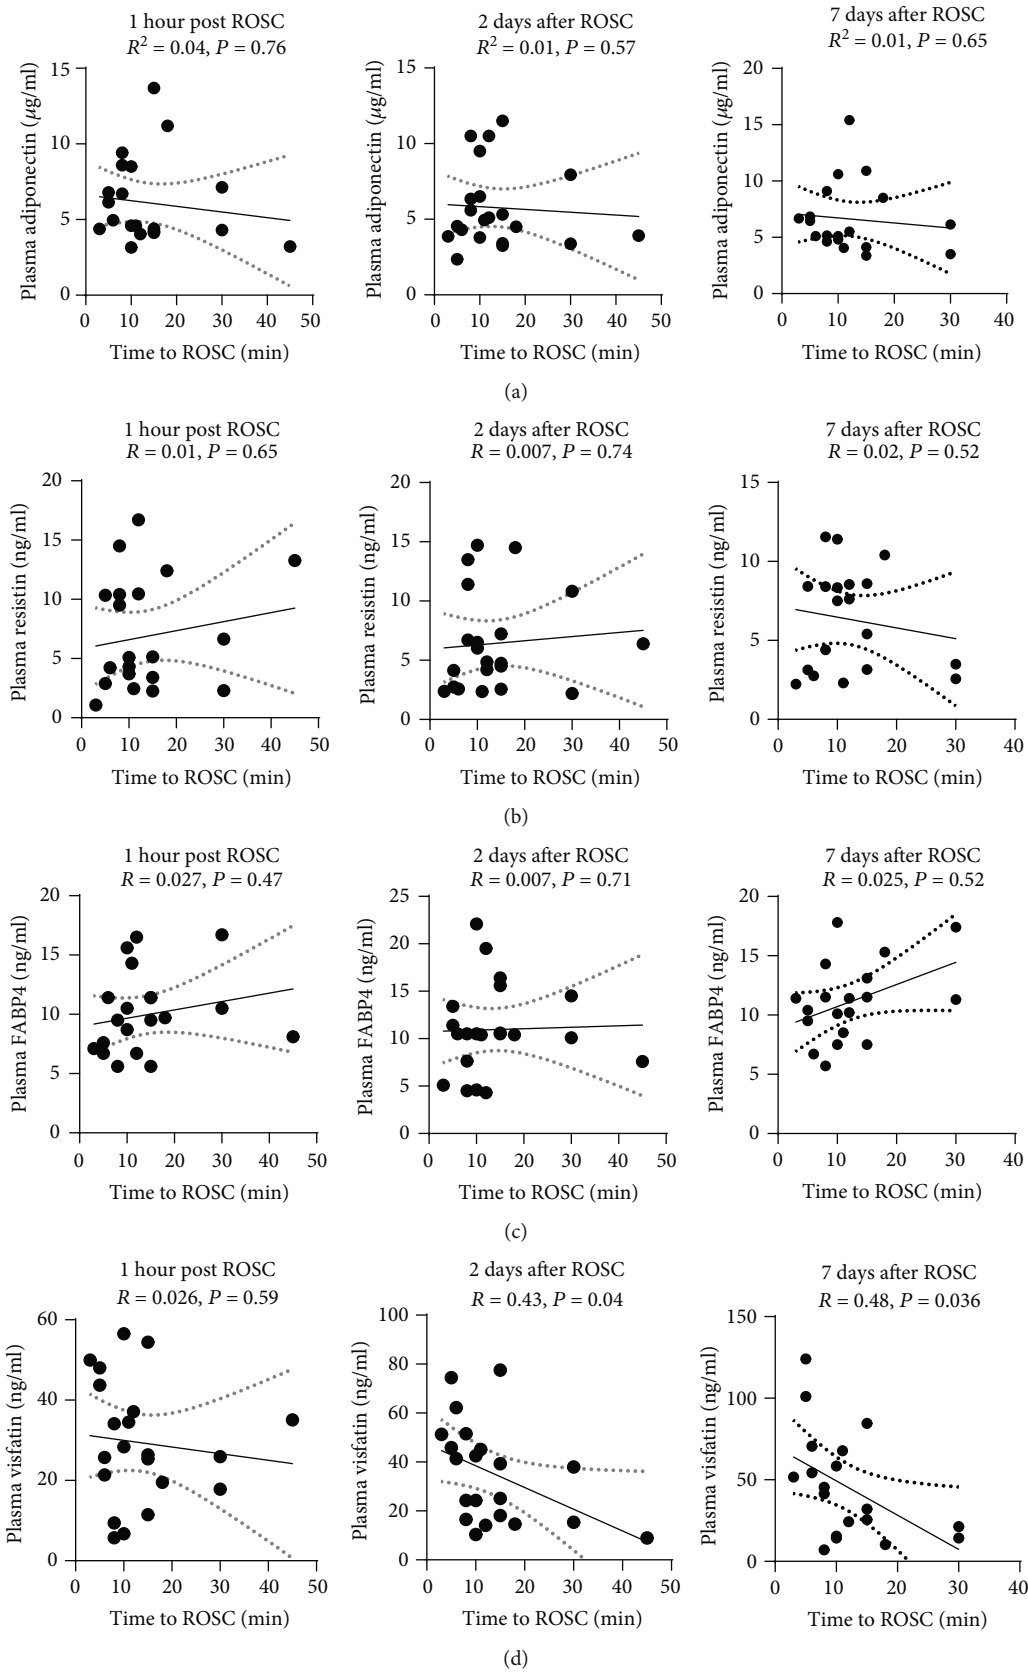 1 hour post ROSC
R² = 0.04, P = 0.76
Plasma adiponectin (μg/ml)
15
10
5
0
0 10 20 30 40 50
Time to ROSC (min)
2 days after ROSC
R² = 0.01, P = 0.57
Plasma adiponectin (μg/ml)
15
10
5
0
0 10 20 30 40 50
Time to ROSC (min)
7 days after ROSC
R² = 0.01, P = 0.65
Plasma adiponectin (μg/ml)
20
15
10
5
0
0 10 20 30 40
Time to ROSC (min)
(a)
1 hour post ROSC
R = 0.01, P = 0.65
Plasma resistin (ng/ml)
20
15
10
5
0
0 10 20 30 40 50
Time to ROSC (min)
2 days after ROSC
R = 0.007, P = 0.74
Plasma resistin (ng/ml)
20
15
10
5
0
0 10 20 30 40 50
Time to ROSC (min)
7 days after ROSC
R = 0.02, P = 0.52
Plasma resistin (ng/ml)
15
10
5
0
0 10 20 30 40
Time to ROSC (min)
(b)
1 hour post ROSC
R = 0.027, P = 0.47
Plasma FABP4 (ng/ml)
20
15
10
5
0
0 10 20 30 40 50
Time to ROSC (min)
2 days after ROSC
R = 0.007, P = 0.71
Plasma FABP4 (ng/ml)
25
20
15
10
5
0
0 10 20 30 40 50
Time to ROSC (min)
7 days after ROSC
R = 0.025, P = 0.52
Plasma FABP4 (ng/ml)
20
15
10
5
0
0 10 20 30 40
Time to ROSC (min)
(c)
1 hour post ROSC
R = 0.026, P = 0.59
Plasma visfatin (ng/ml)
60
40
20
0
0 10 20 30 40 50
Time to ROSC (min)
2 days after ROSC
R = 0.43, P = 0.04
Plasma visfatin (ng/ml)
100
80
60
40
20
0
0 10 20 30 40 50
Time to ROSC (min)
7 days after ROSC
R = 0.48, P = 0.036
Plasma visfatin (ng/ml)
150
100
50
0
0 10 20 30 40
Time to ROSC (min)
(d)